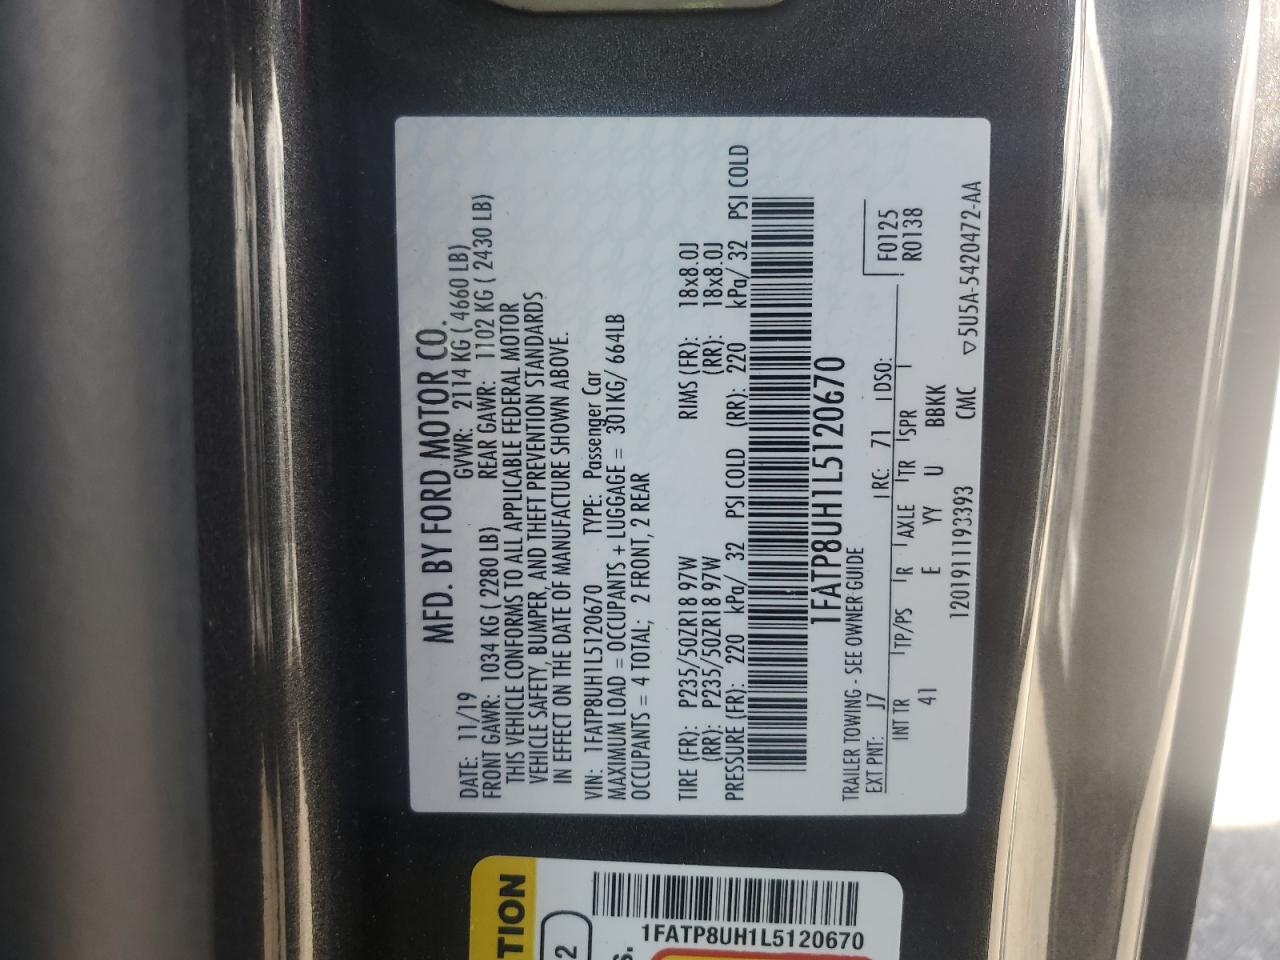 MFD. BY FORD MOTOR CO.
DATE: 11/19 GVWR: 2114 KG ( 4660 LB)
FRONT GAWR: 1034 KG ( 2280 LB) REAR GAWR: 1102 KG ( 2430 LB)
THIS VEHICLE CONFORMS TO ALL APPLICABLE FEDERAL MOTOR
VEHICLE SAFETY, BUMPER, AND THEFT PREVENTION STANDARDS
IN EFFECT ON THE DATE OF MANUFACTURE SHOWN ABOVE.
VIN: 1FATP8UH1L5120670 TYPE: Passenger Car
MAXIMUM LOAD = OCCUPANTS + LUGGAGE = 301KG/ 664LB
OCCUPANTS = 4 TOTAL; 2 FRONT, 2 REAR
TIRE (FR): P235/50ZR18 97W RIMS (FR): 18x8.0J
(RR): P235/50ZR18 97W (RR): 18x8.0J
PRESSURE (FR): 220 kPa/ 32 PSI COLD (RR): 220 kPa/ 32 PSI COLD
1FATP8UH1L5120670
TRAILER TOWING - SEE OWNER GUIDE
EXT PNT: J7 RC: 71 DSO: F0125
INT TR TP/PS R AXLE TR SPR R0138
41 E YY U BBKK
1201911193393 CMC ▽5U5A-5420472-AA
TION
2
S.
1FATP8UH1L5120670